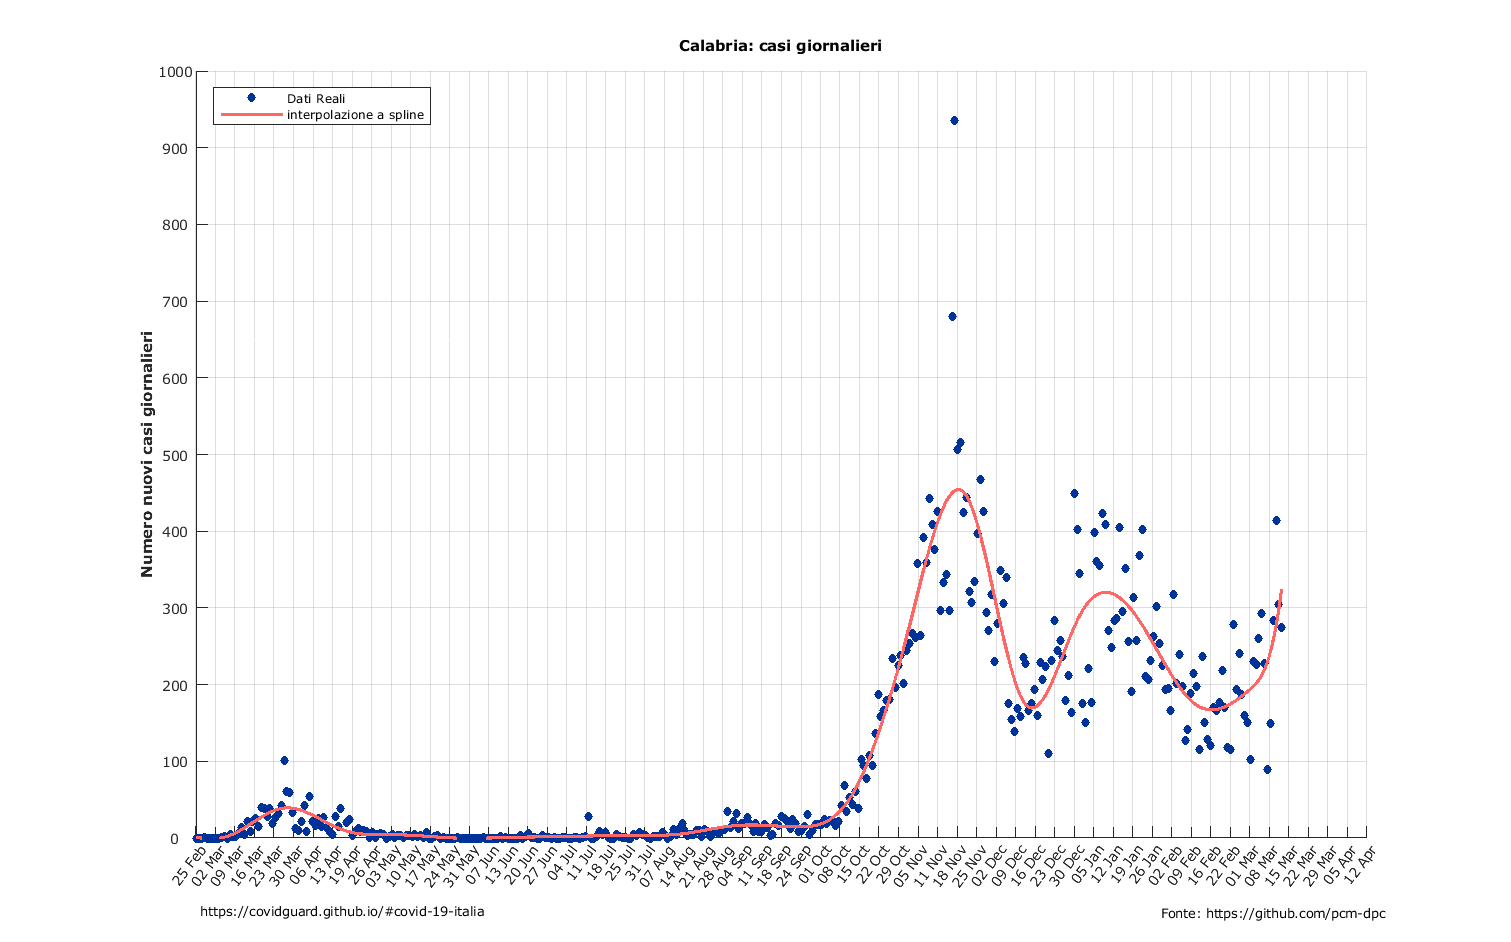 Calabria: casi giornalieri
Dati Reali
interpolazione a spline
Numero nuovi casi giornalieri
1000
900
800
700
600
500
400
300
200
100
0
25 Feb
02 Mar
09 Mar
16 Mar
23 Mar
30 Mar
06 Apr
13 Apr
19 Apr
26 Apr
03 May
10 May
17 May
24 May
31 May
07 Jun
13 Jun
20 Jun
27 Jun
04 Jul
11 Jul
18 Jul
25 Jul
31 Jul
07 Aug
14 Aug
21 Aug
28 Aug
04 Sep
11 Sep
18 Sep
24 Sep
01 Oct
08 Oct
15 Oct
22 Oct
29 Oct
05 Nov
11 Nov
18 Nov
25 Nov
02 Dec
09 Dec
16 Dec
23 Dec
30 Dec
05 Jan
12 Jan
19 Jan
26 Jan
02 Feb
09 Feb
16 Feb
22 Feb
01 Mar
08 Mar
15 Mar
22 Mar
29 Mar
05 Apr
12 Apr
https://covidguard.github.io/#covid-19-italia
Fonte: https://github.com/pcm-dpc